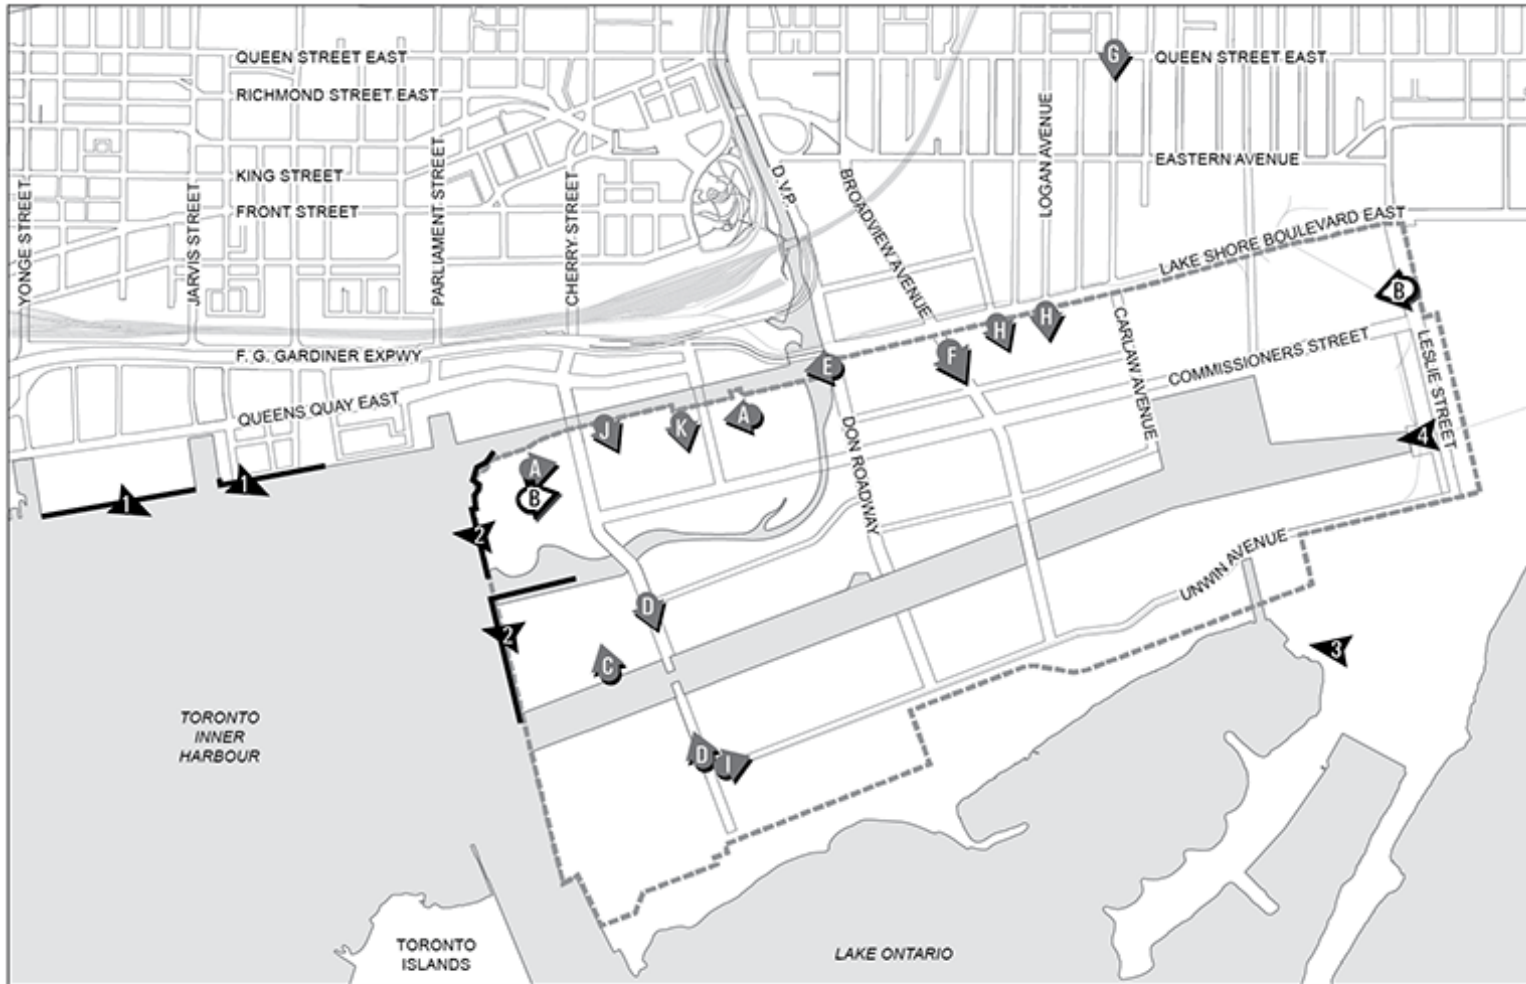 G
QUEEN STREET EAST
QUEEN STREET EAST
RICHMOND STREET EAST
LOGAN AVENUE
EASTERN AVENUE
KING STREET
D.V.P.
BROADVIEW AVENUE
PARLIAMENT STREET
CHERRY STREET
YONGE STREET
JARVIS STREET
FRONT STREET
LAKE SHORE BOULEVARD EAST
B
H
H
CARLAW AVENUE
F. G. GARDINER EXPWY
F
E
COMMISSIONERS STREET
LESLIE STREET
QUEENS QUAY EAST
A
J
K
4
DON ROADWAY
A
B
1
1
2
UNWIN AVENUE
D
2
3
C
TORONTO
INNER
HARBOUR
D
I
TORONTO
ISLANDS
LAKE ONTARIO